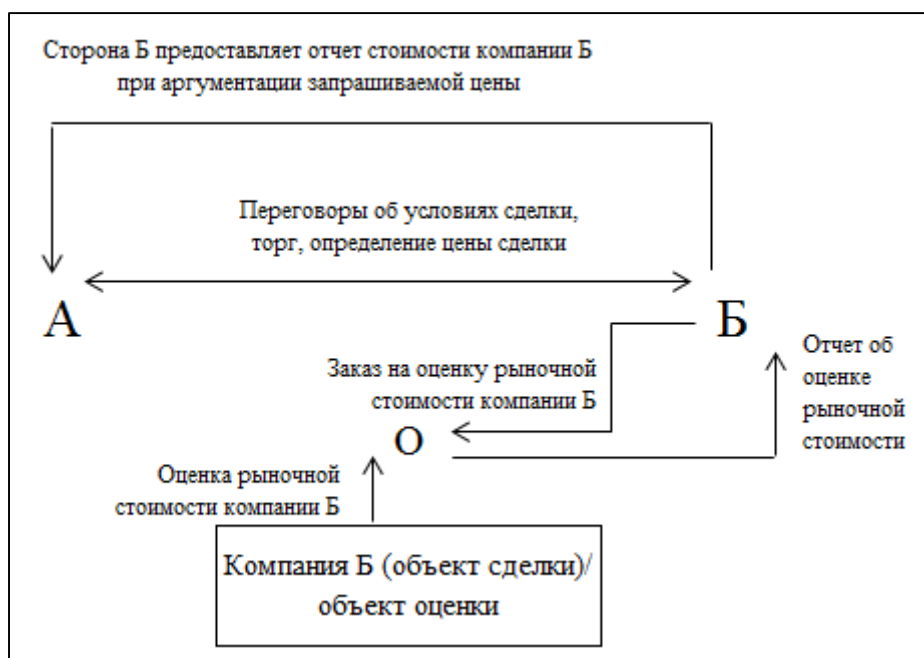 Сторона Б предоставляет отчет стоимости компании Б
при аргументации запрашиваемой цены
Переговоры об условиях сделки,
торг, определение цены сделки
А
Б
Заказ на оценку рыночной
стоимости компании Б
Отчет об
оценке
рыночной
стоимости
О
Оценка рыночной
стоимости компании Б
Компания Б (объект сделки)/
объект оценки